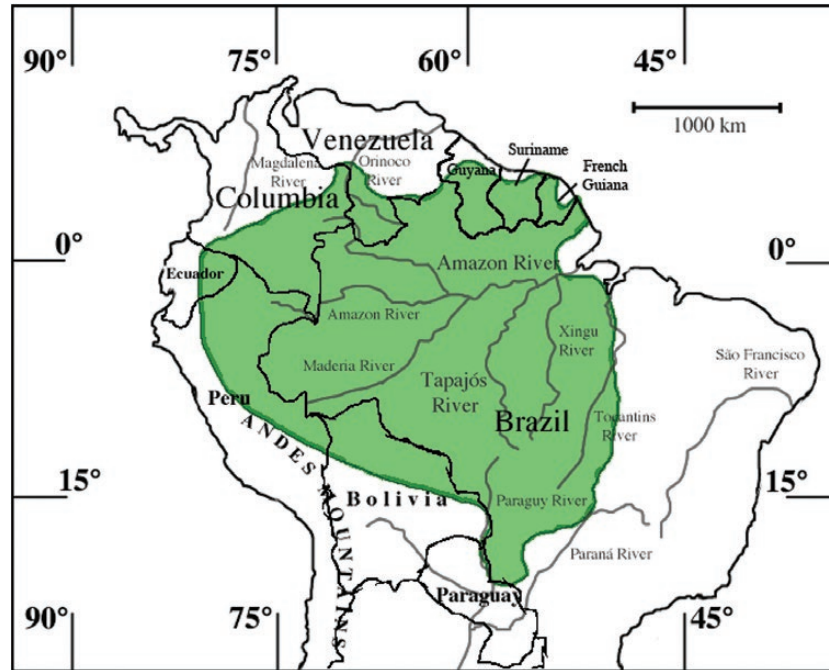 90°
75°
60°
45°
1000 km
Venezuela
Suriname
Magdalena
River
Orinoco
River
Guyana
French
Guiana
Columbia
0°
0°
Ecuador
Amazon River
Amazon River
Xingu
River
Maderia River
São Francisco
River
Tapajós
River
Peru
Brazil
Tocantins
River
ANDES MOUNTAINS
15°
Bolivia
Paraguy River
15°
Paraná River
Paraguay
90°
75°
45°